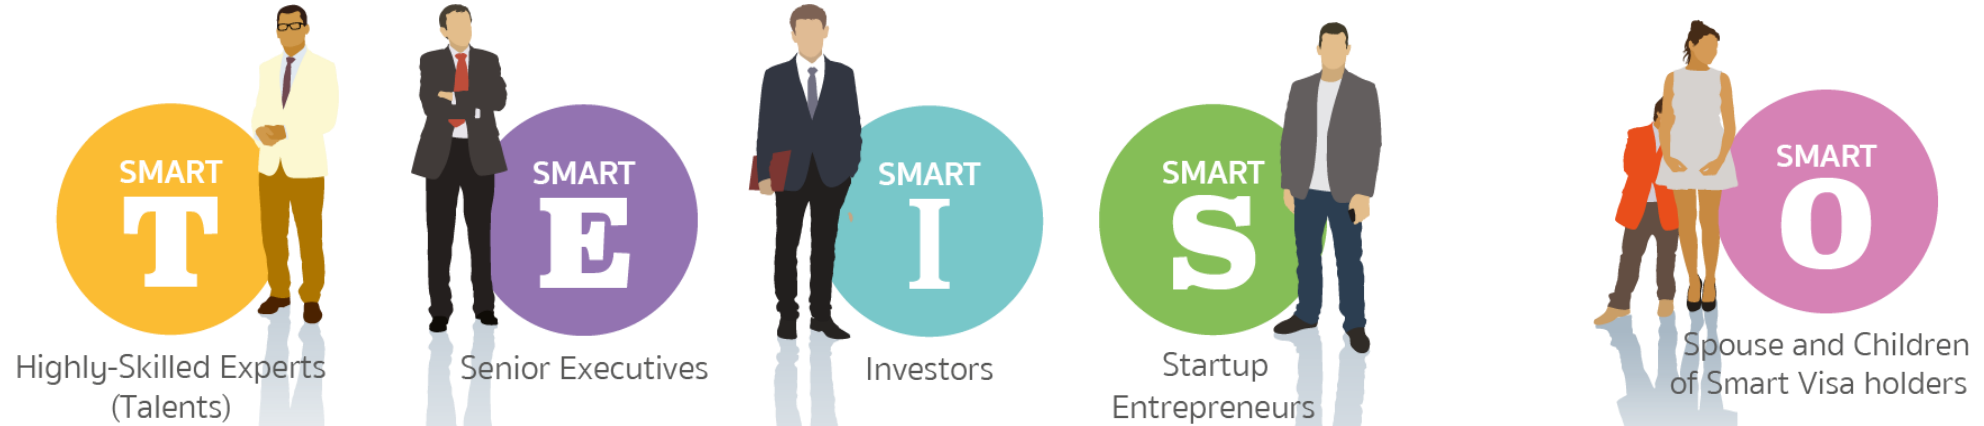 SMART
T
Highly-Skilled Experts
(Talents)
SMART
E
Senior Executives
SMART
I
Investors
SMART
S
Startup
Entrepreneurs
SMART
O
Spouse and Children
of Smart Visa holders